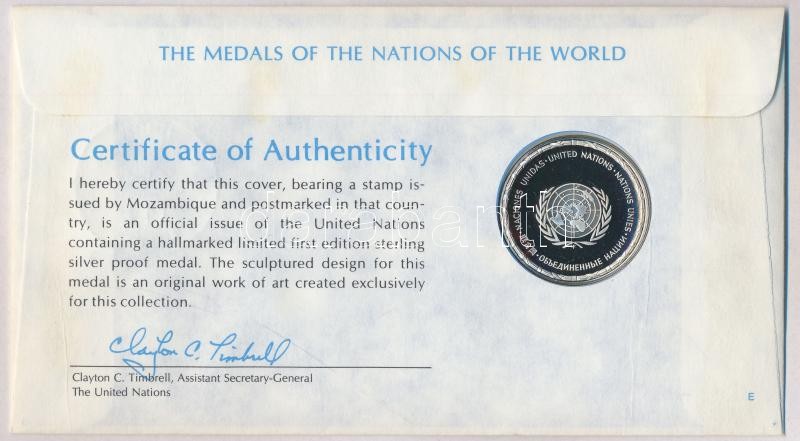 THE MEDALS OF THE NATIONS OF THE WORLD
Certificate of Authenticity
I hereby certify that this cover, bearing a stamp is-
sued by Mozambique and postmarked in that coun-
try, is an official issue of the United Nations
containing a hallmarked limited first edition sterling
silver proof medal. The sculptured design for this
medal is an original work of art created exclusively
for this collection.
Clayton C. Timbrell
Clayton C. Timbrell, Assistant Secretary-General
The United Nations
NACIONES UNIDAS · UNITED NATIONS · NATIONS UNIES · ОБЪЕДИНЕННЫЕ НАЦИИ ·
E